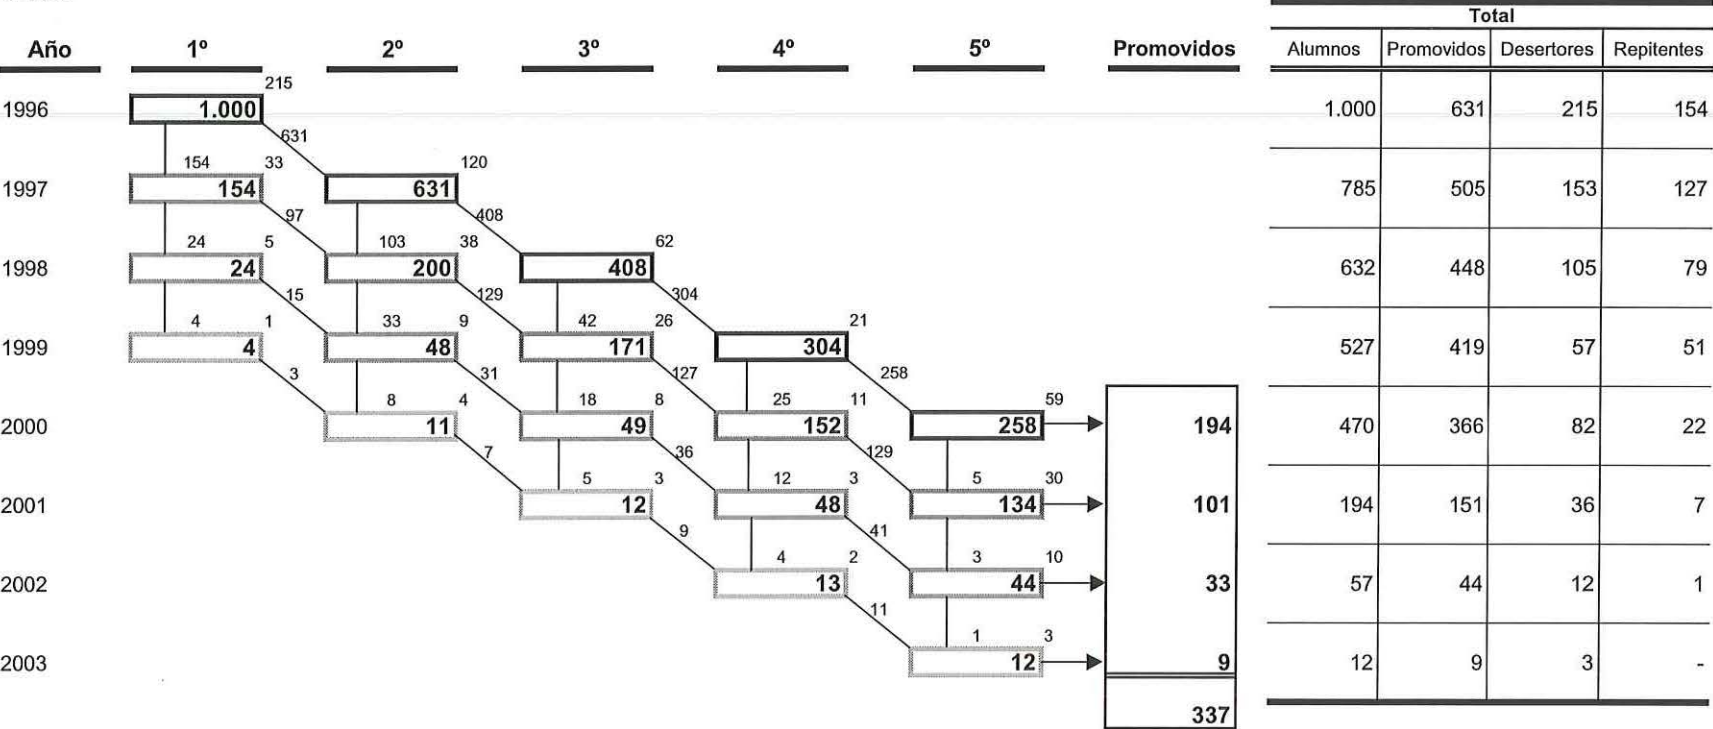 Total
Año 1º 2º 3º 4º 5º Promovidos Alumnos Promovidos Desertores Repitentes
215
1996 1.000 1.000 631 215 154
631
154 33 120
1997 154 631 785 505 153 127
97 408
24 5 103 38 62
1998 24 200 408 632 448 105 79
15 129 304
4 1 33 9 42 26 21
1999 4 48 171 304 527 419 57 51
3 31 127 258
8 4 18 8 25 11 59
2000 11 49 152 258 194 470 366 82 22
7 36 129
5 3 12 3 5 30
2001 12 48 134 101 194 151 36 7
9 41
4 2 3 10
2002 13 44 33 57 44 12 1
11
1 3
2003 12 9 12 9 3 -
337